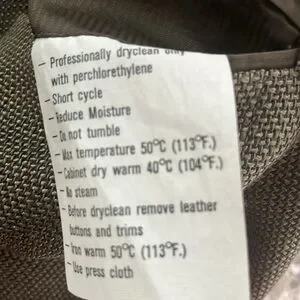 - Professionally dryclean only
with perchlorethylene
- Short cycle
- Reduce Moisture
- Do not tumble
- Max temperature 50°C (113°F.)
- Cabinet dry warm 40°C (104°F.)
- No steam
- Before dryclean remove leather
buttons and trims
- Iron warm 50°C (113°F.)
- Use press cloth